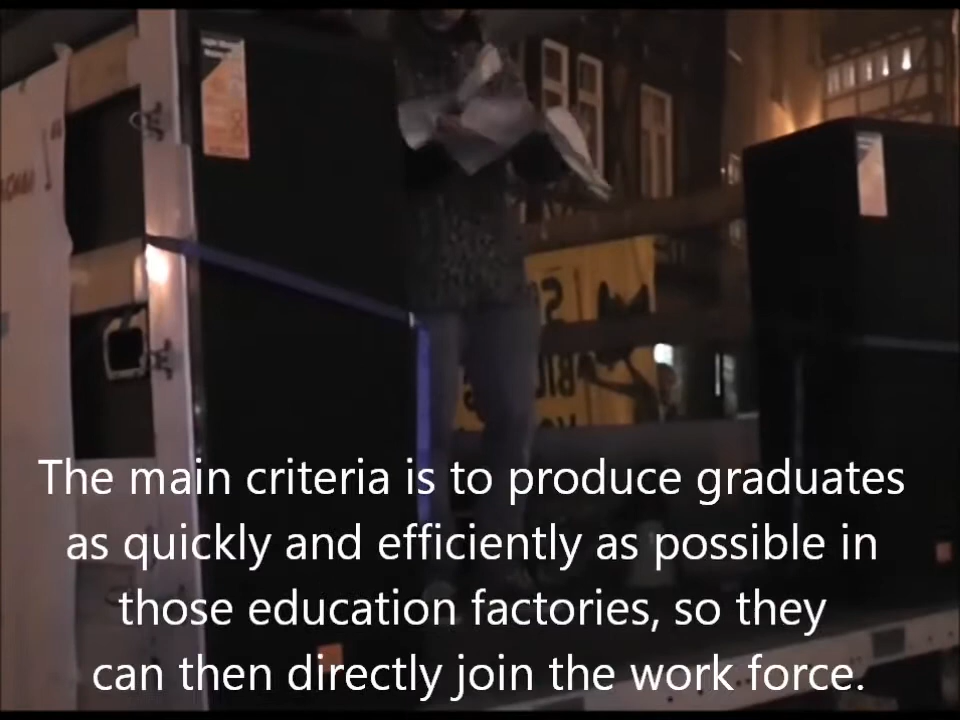 The main criteria is to produce graduates
as quickly and efficiently as possible in
those education factories, so they
can then directly join the work force.